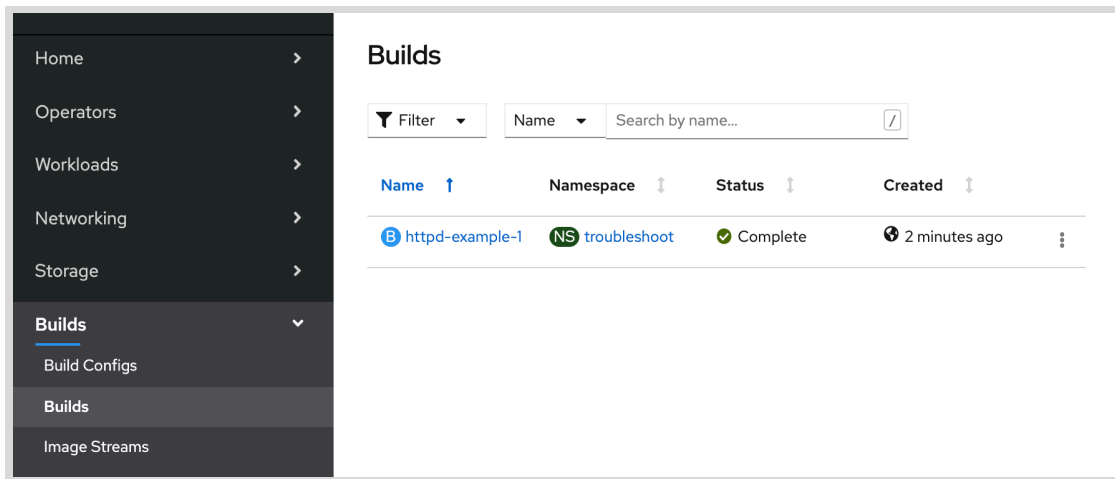 Home
Operators
Workloads
Networking
Storage
Builds
Build Configs
Builds
Image Streams
Builds
Filter Name Search by name... /
Name Namespace Status Created
B httpd-example-1 NS troubleshoot Complete 2 minutes ago